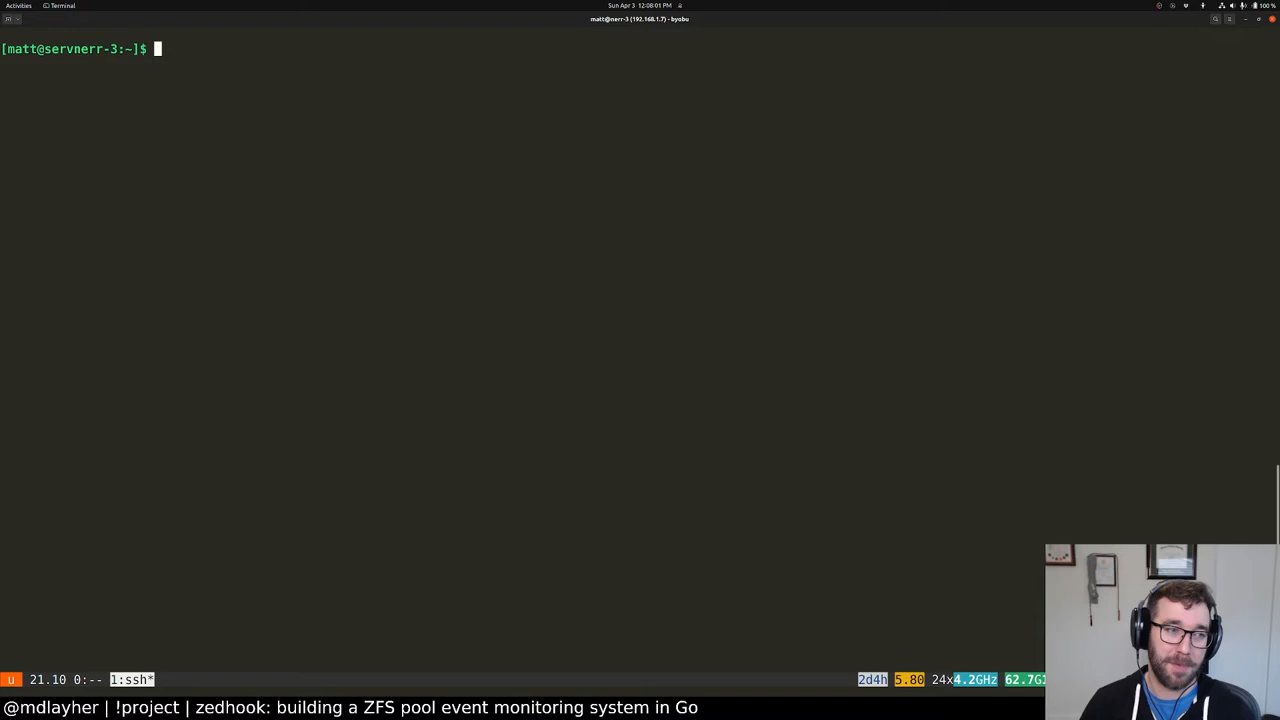 Activities
Terminal
Sun Apr 3 12:08:01 PM
100 %
matt@nerr-3 (192.168.1.7) - byobu
[matt@servnerr-3:~]$
u 21.10 0:-- 1:ssh* 2d4h 5.80 24x4.2GHz 62.7G
@mdlayher | !project | zedhook: building a ZFS pool event monitoring system in Go